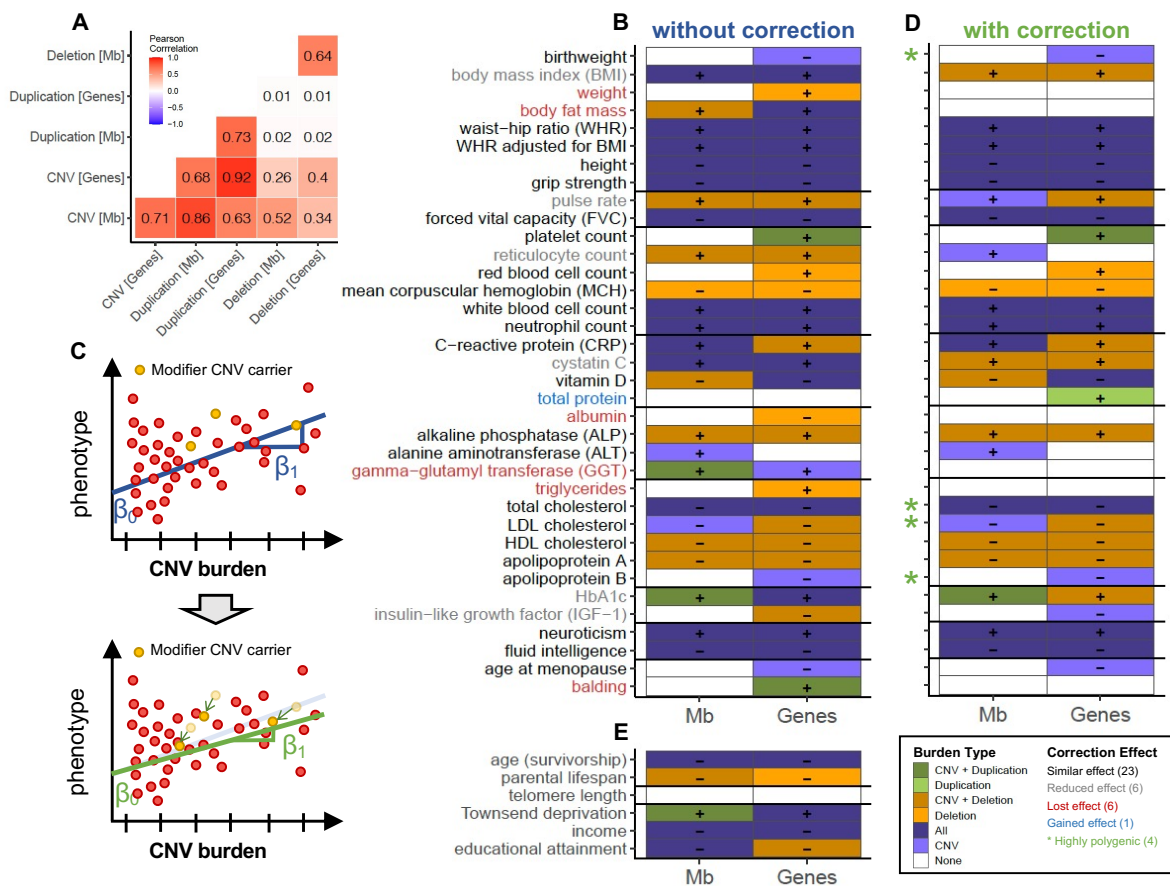 A
Pearson
Corrrelation
1.0
0.5
0.0
−0.5
−1.0
Deletion [Mb]
0.64
Duplication [Genes]
0.01 0.01
Duplication [Mb]
0.73 0.02 0.02
CNV [Genes]
0.68 0.92 0.26 0.4
CNV [Mb]
0.71 0.86 0.63 0.52 0.34
CNV [Genes]
Duplication [Mb]
Duplication [Genes]
Deletion [Mb]
Deletion [Genes]
B
without correction
birthweight −
body mass index (BMI) + +
weight +
body fat mass + +
waist-hip ratio (WHR) + +
WHR adjusted for BMI + +
height − −
grip strength − −
pulse rate + +
forced vital capacity (FVC) − −
platelet count +
reticulocyte count + +
red blood cell count +
mean corpuscular hemoglobin (MCH) − −
white blood cell count + +
neutrophil count + +
C−reactive protein (CRP) + +
cystatin C + +
vitamin D − −
total protein
albumin −
alkaline phosphatase (ALP) + +
alanine aminotransferase (ALT) +
gamma−glutamyl transferase (GGT) + +
triglycerides +
total cholesterol − −
LDL cholesterol − −
HDL cholesterol − −
apolipoprotein A − −
apolipoprotein B −
HbA1c + +
insulin−like growth factor (IGF−1) −
neuroticism + +
fluid intelligence − −
age at menopause −
balding +
Mb Genes
C
Modifier CNV carrier
phenotype
β0
β1
CNV burden
Modifier CNV carrier
phenotype
β0
β1
CNV burden
D
with correction
* −
+ +
+ +
+ +
− −
− −
+ +
− −
+
+
+
− −
+ +
+ +
+ +
+ +
− −
+
+ +
+
* − −
* − −
− −
− −
* −
+ +
−
+ +
− −
−
Mb Genes
E
age (survivorship) − −
parental lifespan − −
telomere length
Townsend deprivation + +
income − −
educational attainment − −
Mb Genes
Burden Type
CNV + Duplication
Duplication
CNV + Deletion
Deletion
All
CNV
None
Correction Effect
Similar effect (23)
Reduced effect (6)
Lost effect (6)
Gained effect (1)
* Highly polygenic (4)